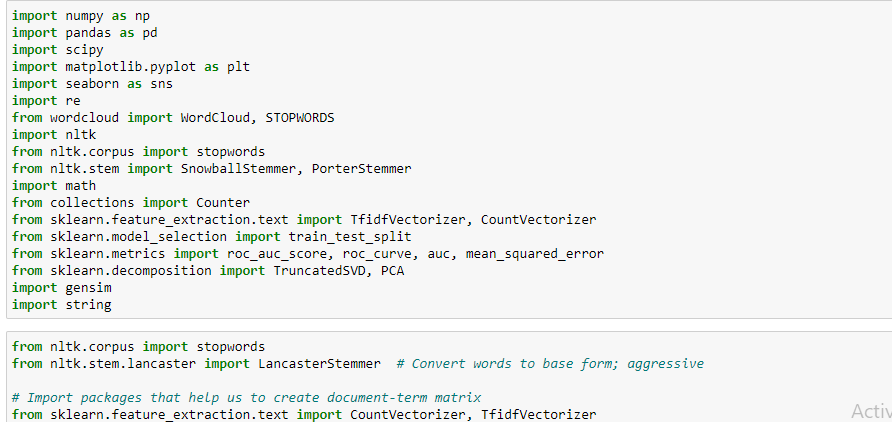 import numpy as np
import pandas as pd
import scipy
import matplotlib.pyplot as plt
import seaborn as sns
import re
from wordcloud import WordCloud, STOPWORDS
import nltk
from nltk.corpus import stopwords
from nltk.stem import SnowballStemmer, PorterStemmer
import math
from collections import Counter
from sklearn.feature_extraction.text import TfidfVectorizer, CountVectorizer
from sklearn.model_selection import train_test_split
from sklearn.metrics import roc_auc_score, roc_curve, auc, mean_squared_error
from sklearn.decomposition import TruncatedSVD, PCA
import gensim
import string
from nltk.corpus import stopwords
from nltk.stem.lancaster import LancasterStemmer  # Convert words to base form; aggressive
# Import packages that help us to create document-term matrix
from sklearn.feature_extraction.text import CountVectorizer, TfidfVectorizer
Activ